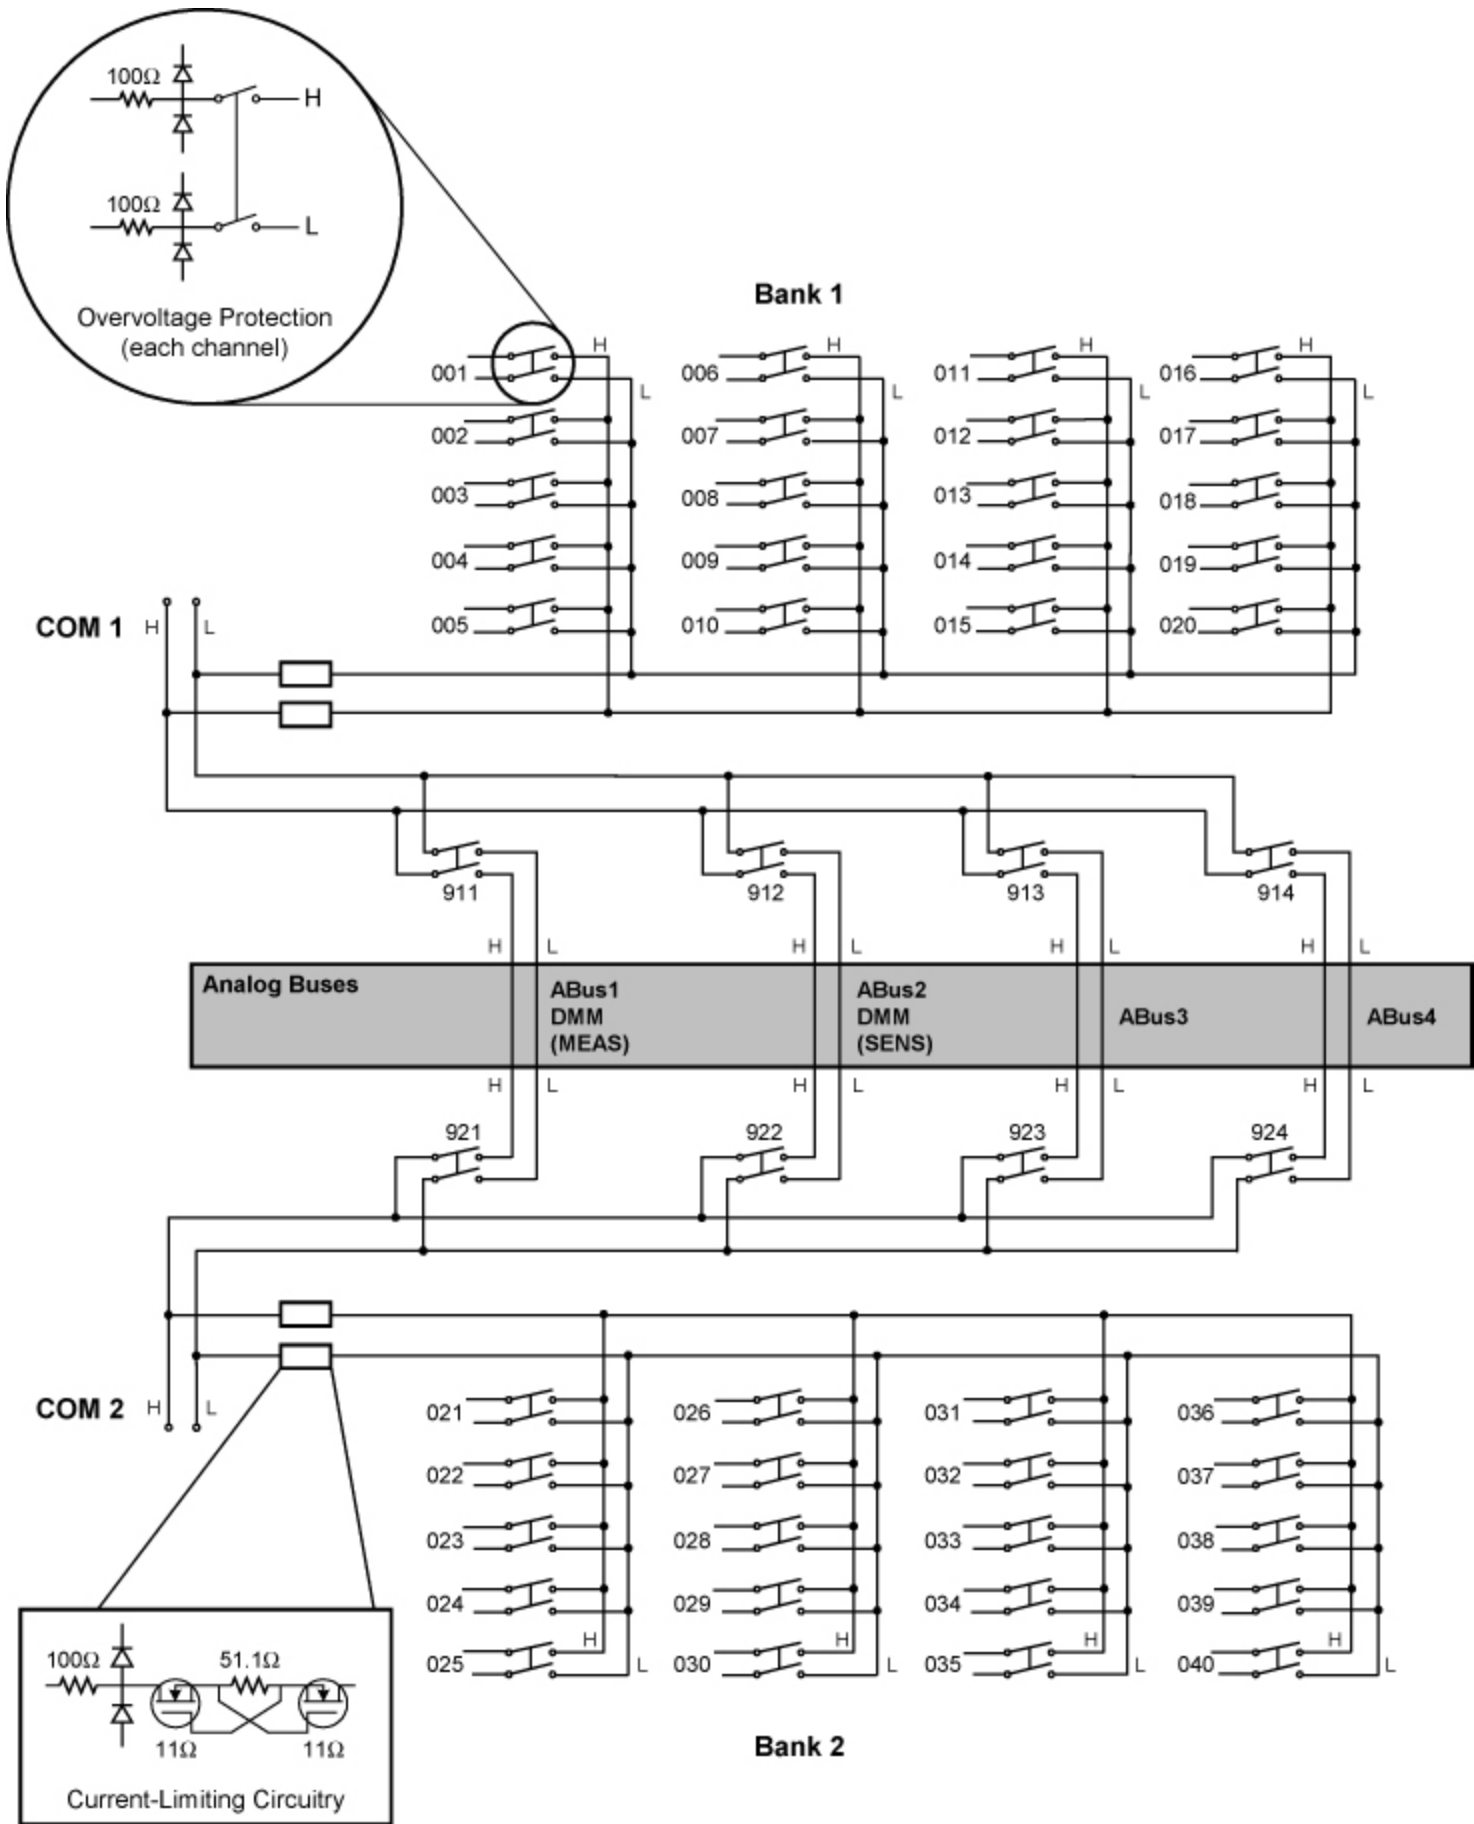 100Ω
H
100Ω
L
Overvoltage Protection
(each channel)
Bank 1
H H H H
001 006 011 016
L L L L
002 007 012 017
003 008 013 018
004 009 014 019
005 010 015 020
COM 1 H L
911 912 913 914
H L H L H L H L
Analog Buses
ABus1
DMM
(MEAS)
ABus2
DMM
(SENS)
ABus3
ABus4
H L H L H L H L
921 922 923 924
COM 2 H L
021 026 031 036
022 027 032 037
023 028 033 038
024 029 034 039
H H H H
025 030 035 040
L L L L
100Ω 51.1Ω
11Ω 11Ω
Current-Limiting Circuitry
Bank 2